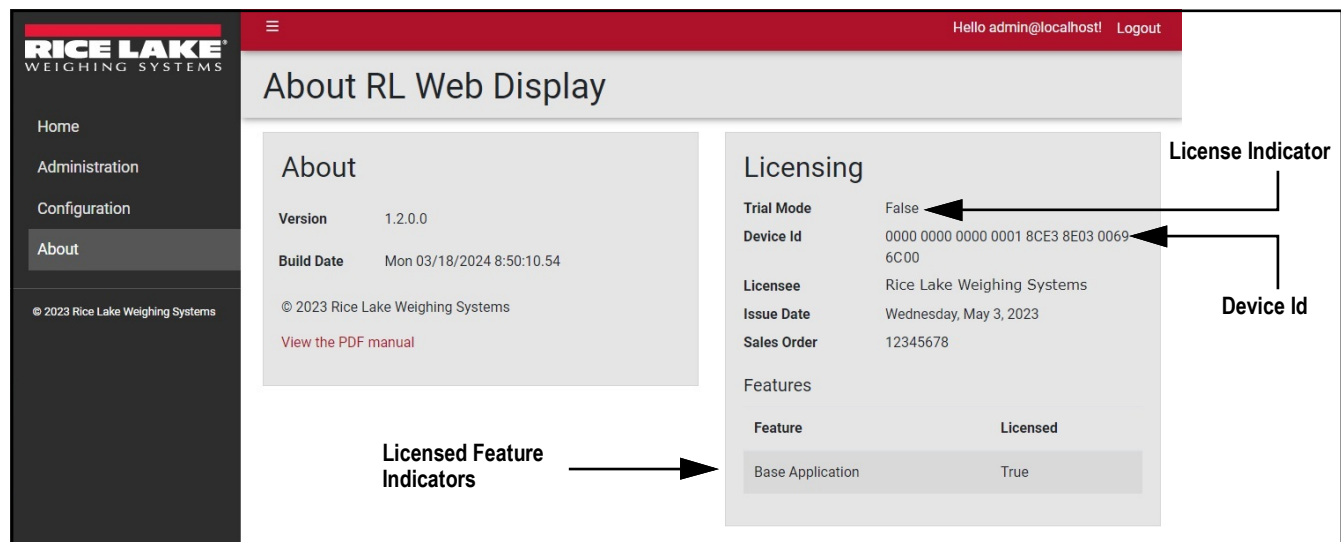 RICE LAKE®
WEIGHING SYSTEMS
Home
Administration
Configuration
About
© 2023 Rice Lake Weighing Systems
☰
Hello admin@localhost! Logout
About RL Web Display
About
Version 1.2.0.0
Build Date Mon 03/18/2024 8:50:10.54
© 2023 Rice Lake Weighing Systems
View the PDF manual
Licensing
Trial Mode False
Device Id 0000 0000 0000 0001 8CE3 8E03 0069
6C00
Licensee Rice Lake Weighing Systems
Issue Date Wednesday, May 3, 2023
Sales Order 12345678
Features
Feature Licensed
Base Application True
License Indicator
Device Id
Licensed Feature
Indicators